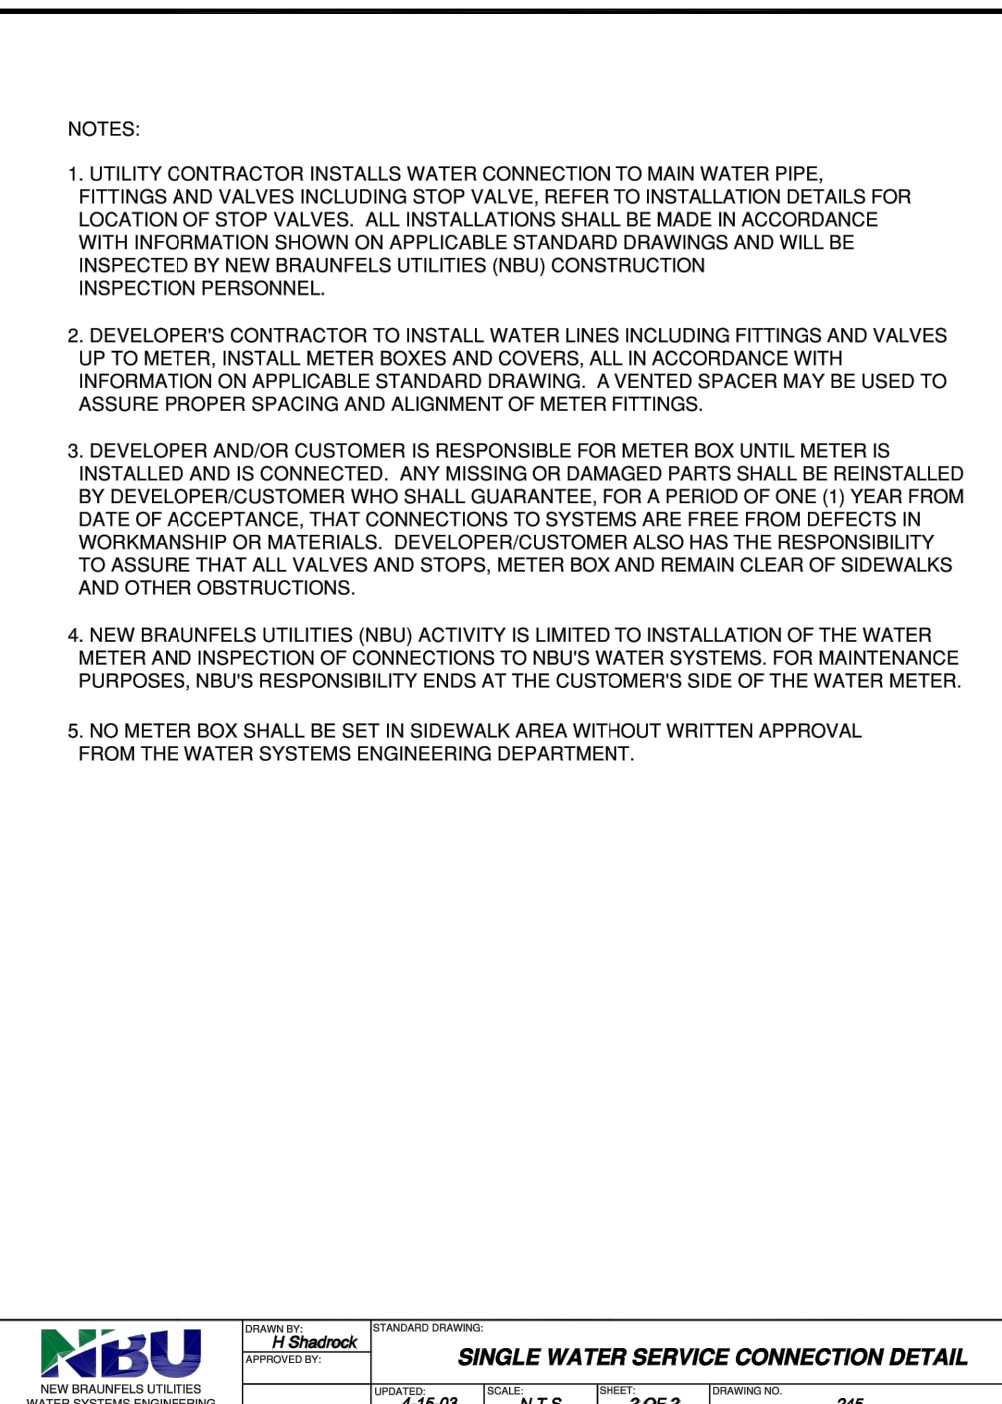 NOTES:
1. UTILITY CONTRACTOR INSTALLS WATER CONNECTION TO MAIN WATER PIPE,
FITTINGS AND VALVES INCLUDING STOP VALVE, REFER TO INSTALLATION DETAILS FOR
LOCATION OF STOP VALVES. ALL INSTALLATIONS SHALL BE MADE IN ACCORDANCE
WITH INFORMATION SHOWN ON APPLICABLE STANDARD DRAWINGS AND WILL BE
INSPECTED BY NEW BRAUNFELS UTILITIES (NBU) CONSTRUCTION
INSPECTION PERSONNEL.
2. DEVELOPER'S CONTRACTOR TO INSTALL WATER LINES INCLUDING FITTINGS AND VALVES
UP TO METER, INSTALL METER BOXES AND COVERS, ALL IN ACCORDANCE WITH
INFORMATION ON APPLICABLE STANDARD DRAWING. A VENTED SPACER MAY BE USED TO
ASSURE PROPER SPACING AND ALIGNMENT OF METER FITTINGS.
3. DEVELOPER AND/OR CUSTOMER IS RESPONSIBLE FOR METER BOX UNTIL METER IS
INSTALLED AND IS CONNECTED. ANY MISSING OR DAMAGED PARTS SHALL BE REINSTALLED
BY DEVELOPER/CUSTOMER WHO SHALL GUARANTEE, FOR A PERIOD OF ONE (1) YEAR FROM
DATE OF ACCEPTANCE, THAT CONNECTIONS TO SYSTEMS ARE FREE FROM DEFECTS IN
WORKMANSHIP OR MATERIALS. DEVELOPER/CUSTOMER ALSO HAS THE RESPONSIBILITY
TO ASSURE THAT ALL VALVES AND STOPS, METER BOX AND REMAIN CLEAR OF SIDEWALKS
AND OTHER OBSTRUCTIONS.
4. NEW BRAUNFELS UTILITIES (NBU) ACTIVITY IS LIMITED TO INSTALLATION OF THE WATER
METER AND INSPECTION OF CONNECTIONS TO NBU'S WATER SYSTEMS. FOR MAINTENANCE
PURPOSES, NBU'S RESPONSIBILITY ENDS AT THE CUSTOMER'S SIDE OF THE WATER METER.
5. NO METER BOX SHALL BE SET IN SIDEWALK AREA WITHOUT WRITTEN APPROVAL
FROM THE WATER SYSTEMS ENGINEERING DEPARTMENT.
NBU
NEW BRAUNFELS UTILITIES
WATER SYSTEMS ENGINEERING
DRAWN BY:
H Shadrock
APPROVED BY:
STANDARD DRAWING:
SINGLE WATER SERVICE CONNECTION DETAIL
UPDATED:
4-15-03
SCALE:
N.T.S.
SHEET:
2 OF 2
DRAWING NO.
245